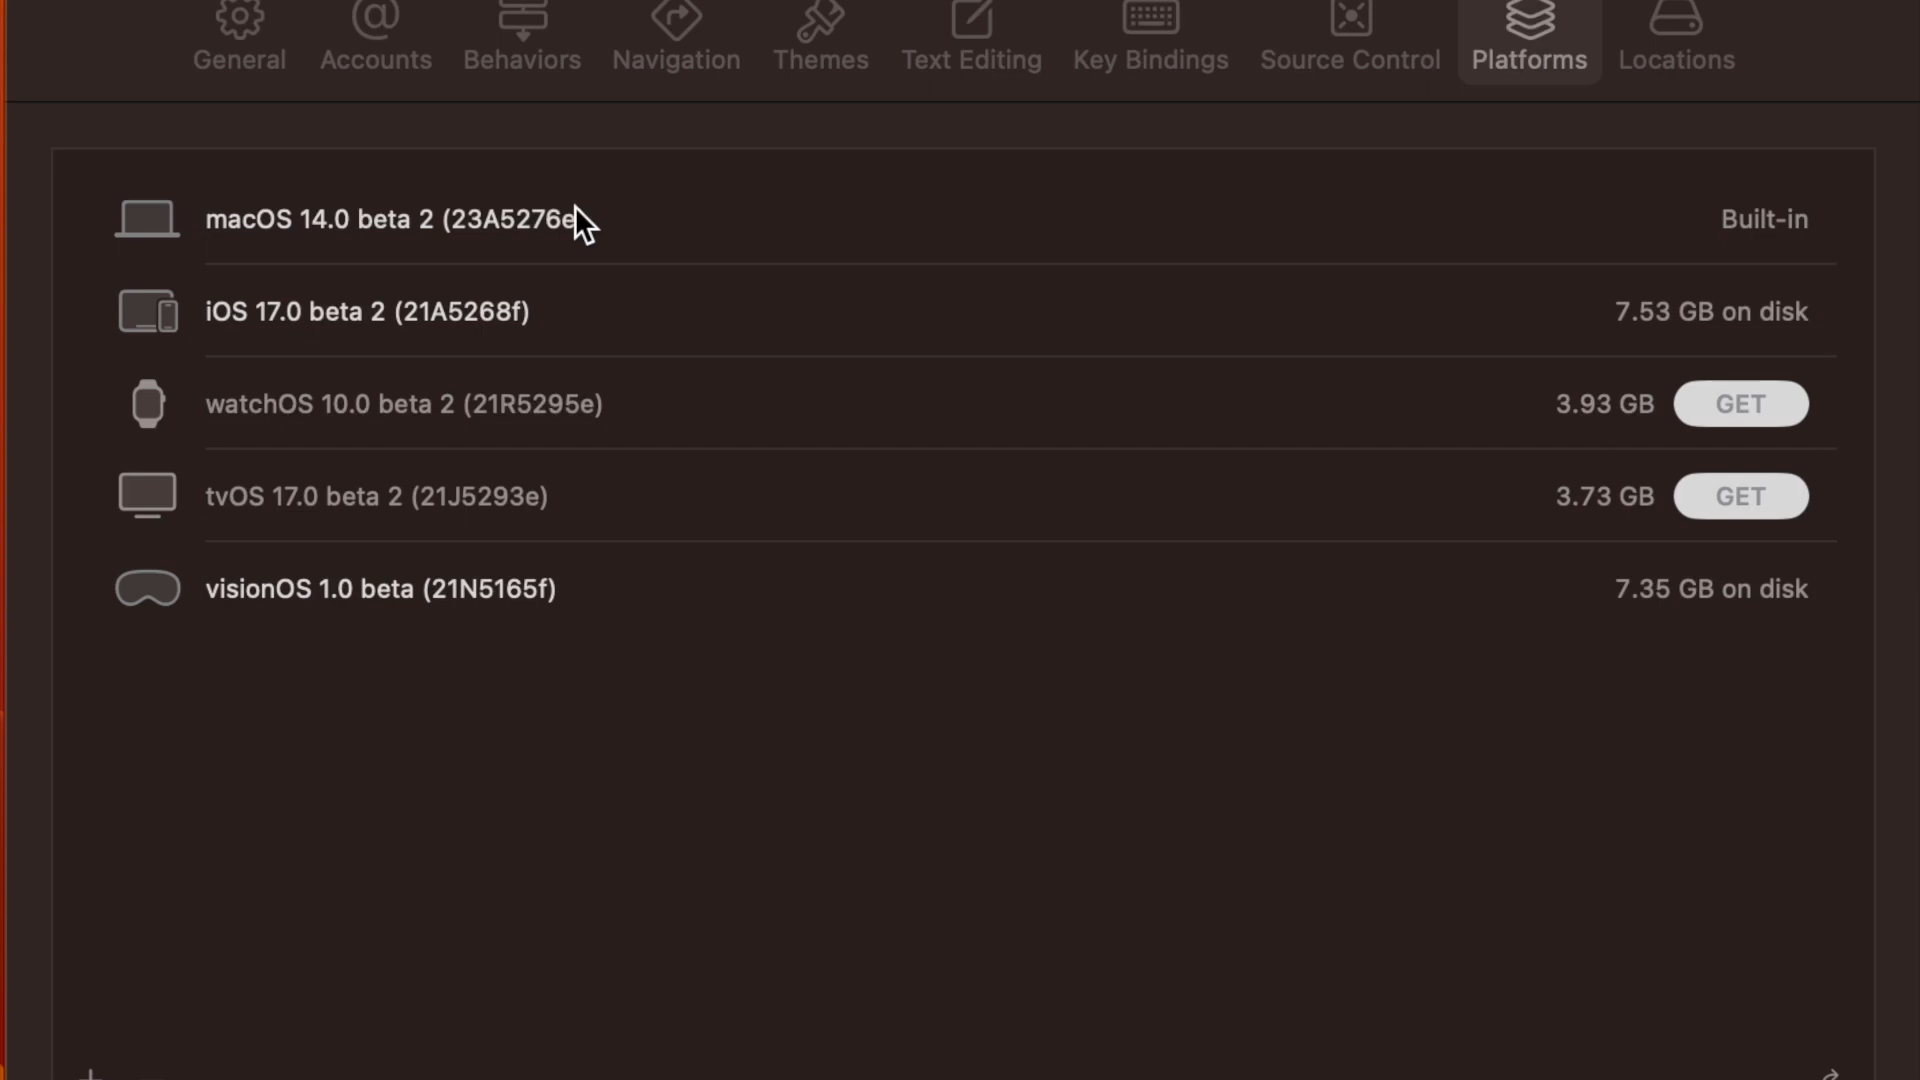 General Accounts Behaviors Navigation Themes Text Editing Key Bindings Source Control Platforms Locations
macOS 14.0 beta 2 (23A5276e Built-in
iOS 17.0 beta 2 (21A5268f) 7.53 GB on disk
watchOS 10.0 beta 2 (21R5295e) 3.93 GB GET
tvOS 17.0 beta 2 (21J5293e) 3.73 GB GET
visionOS 1.0 beta (21N5165f) 7.35 GB on disk